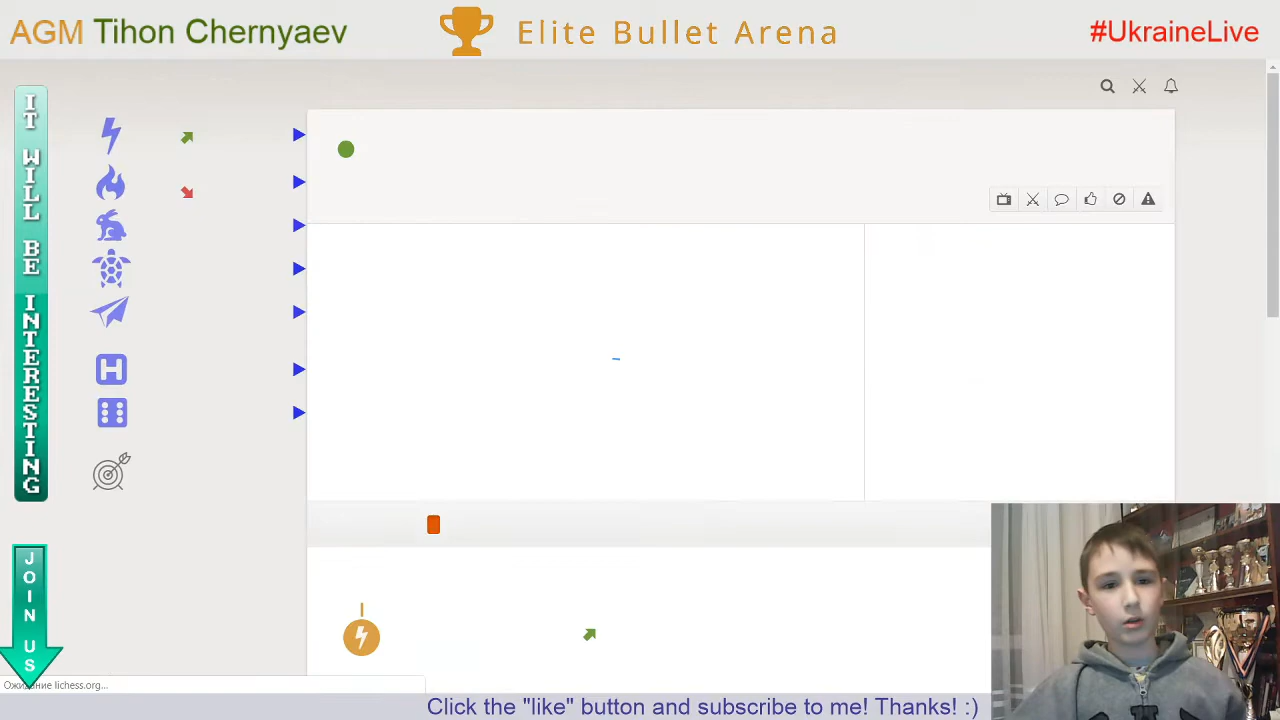 AGM Tihon Chernyaev
Elite Bullet Arena
#UkraineLive
IT WILL BE INTERESTING
JOIN US
Ожидание lichess.org...
Click the "like" button and subscribe to me! Thanks! :)